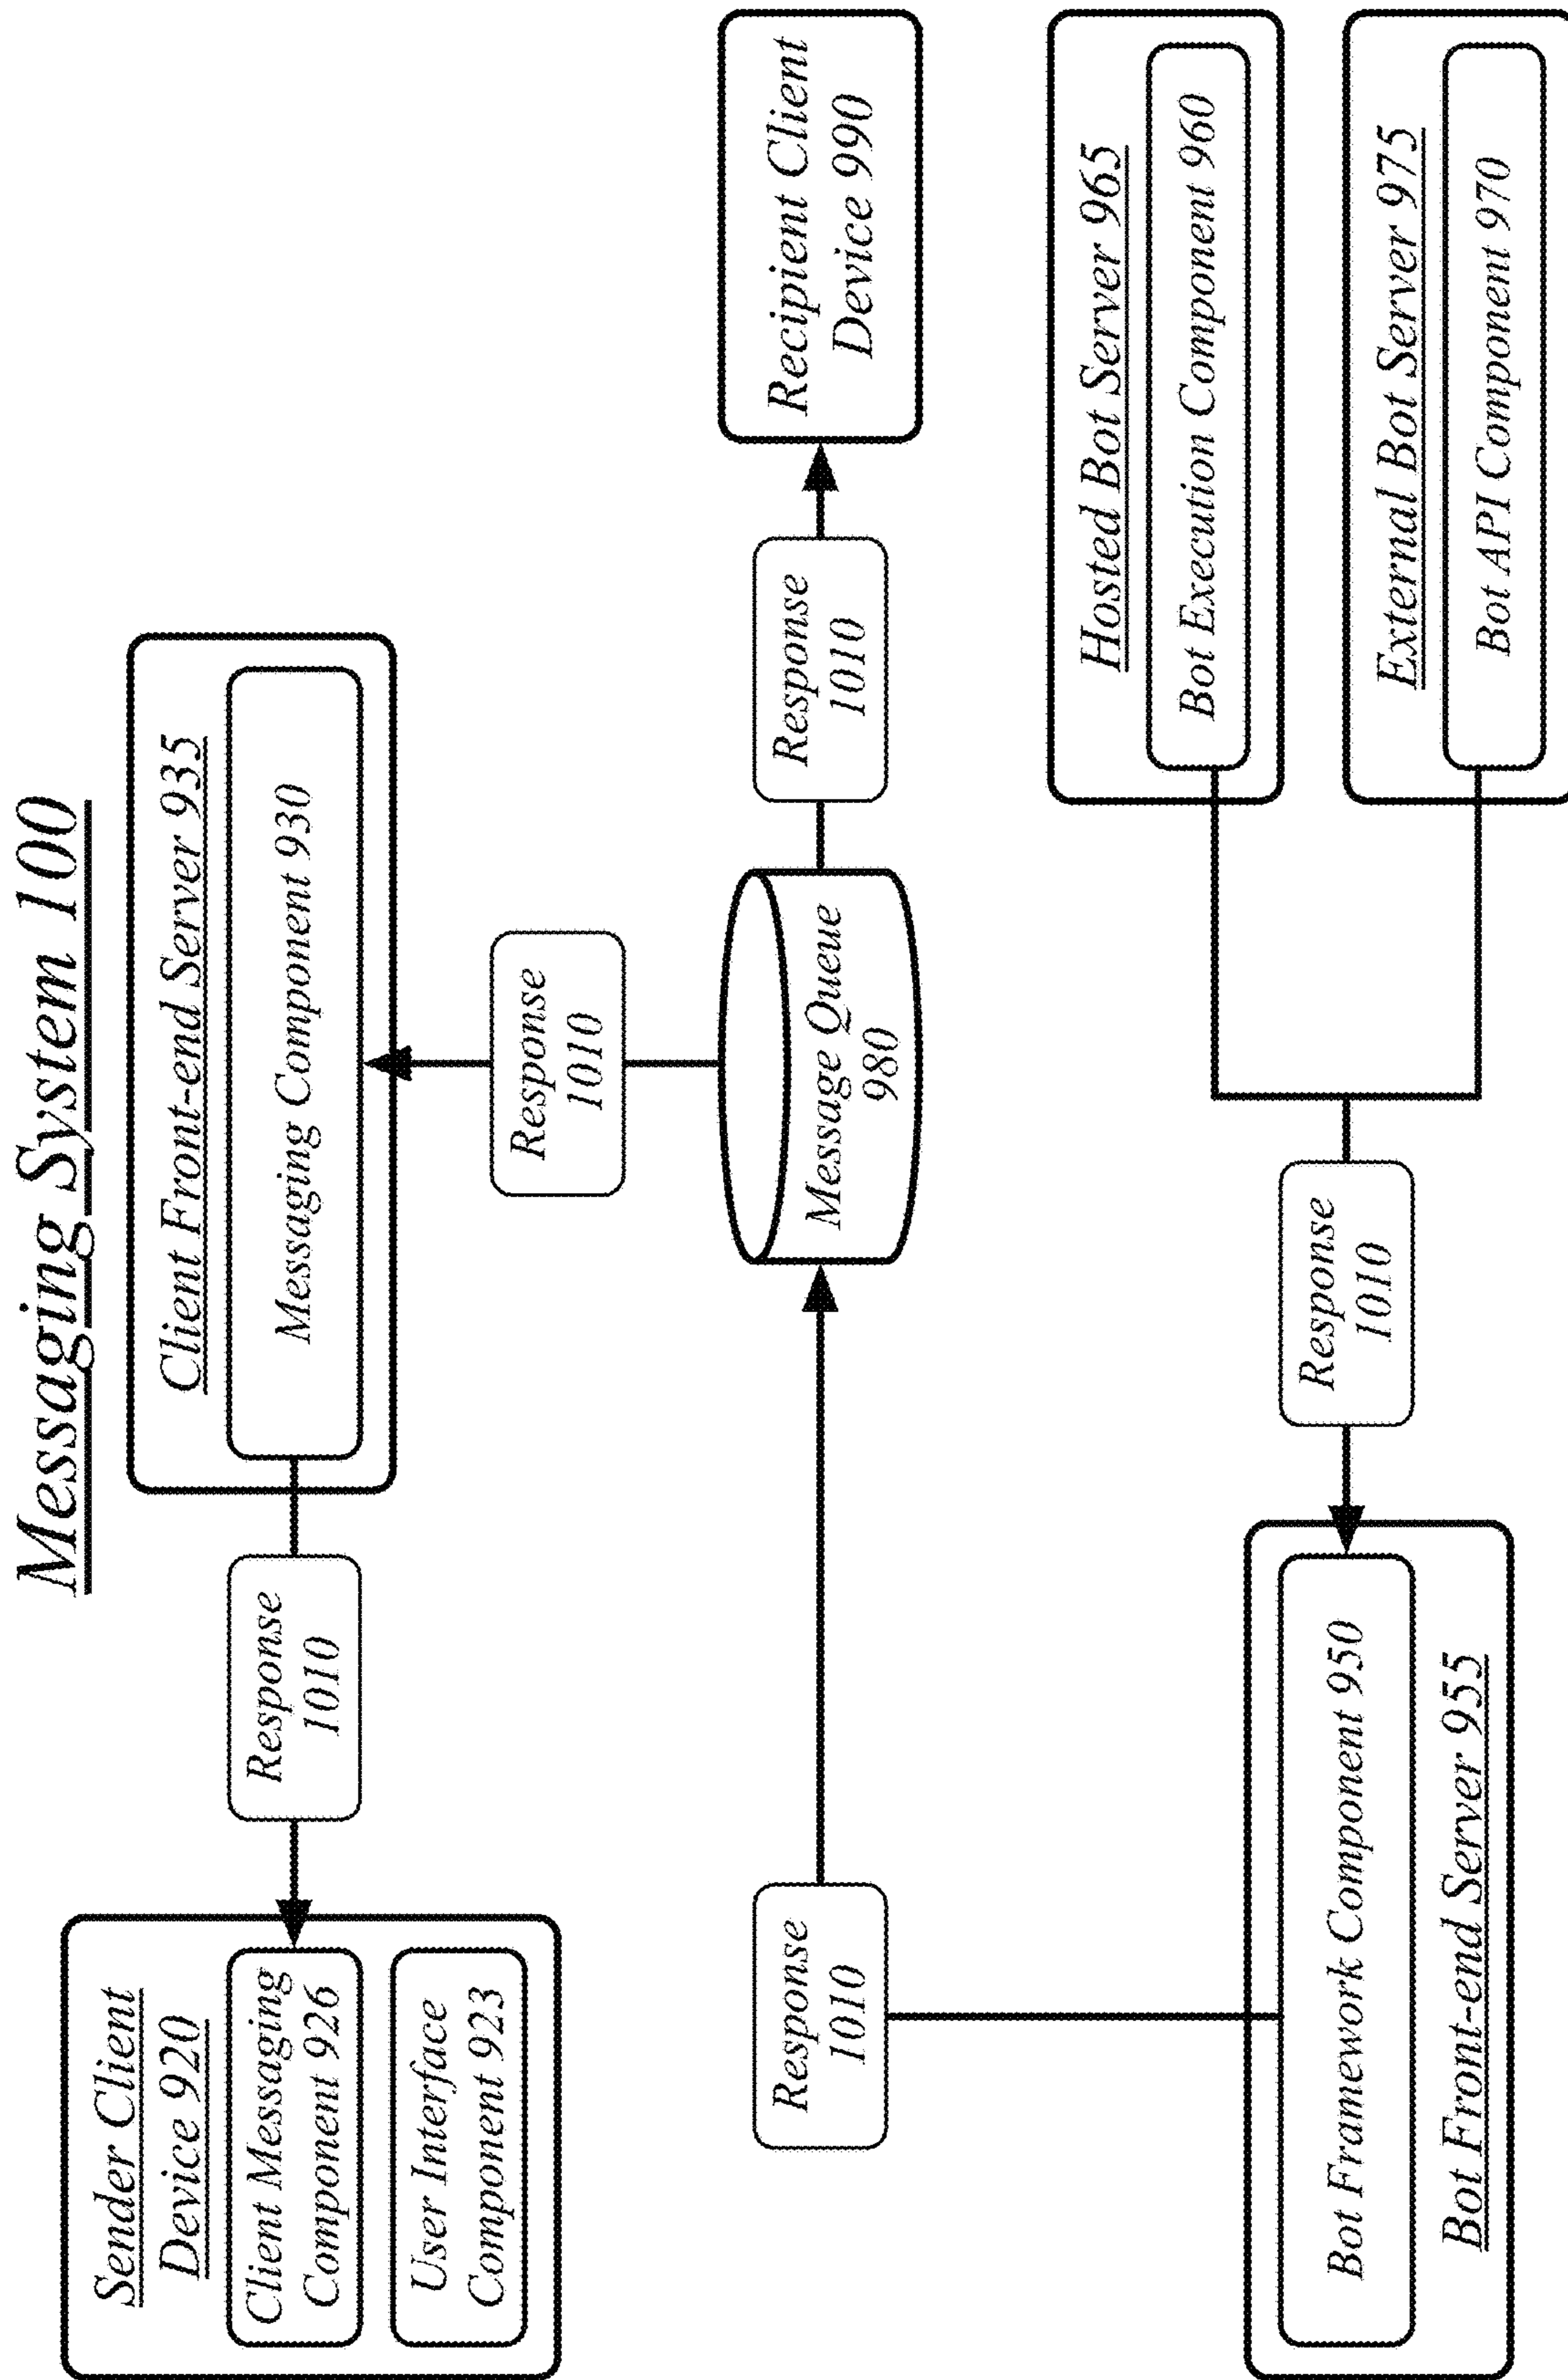 Messaging System 100
Sender Client
Device 920
Client Messaging
Component 926
User Interface
Component 923
Response
1010
Client Front-end Server 935
Messaging Component 930
Response
1010
Response
1010
Message Queue
980
Response
1010
Recipient Client
Device 990
Bot Framework Component 950
Bot Front-end Server 955
Response
1010
Hosted Bot Server 965
Bot Execution Component 960
External Bot Server 975
Bot API Component 970